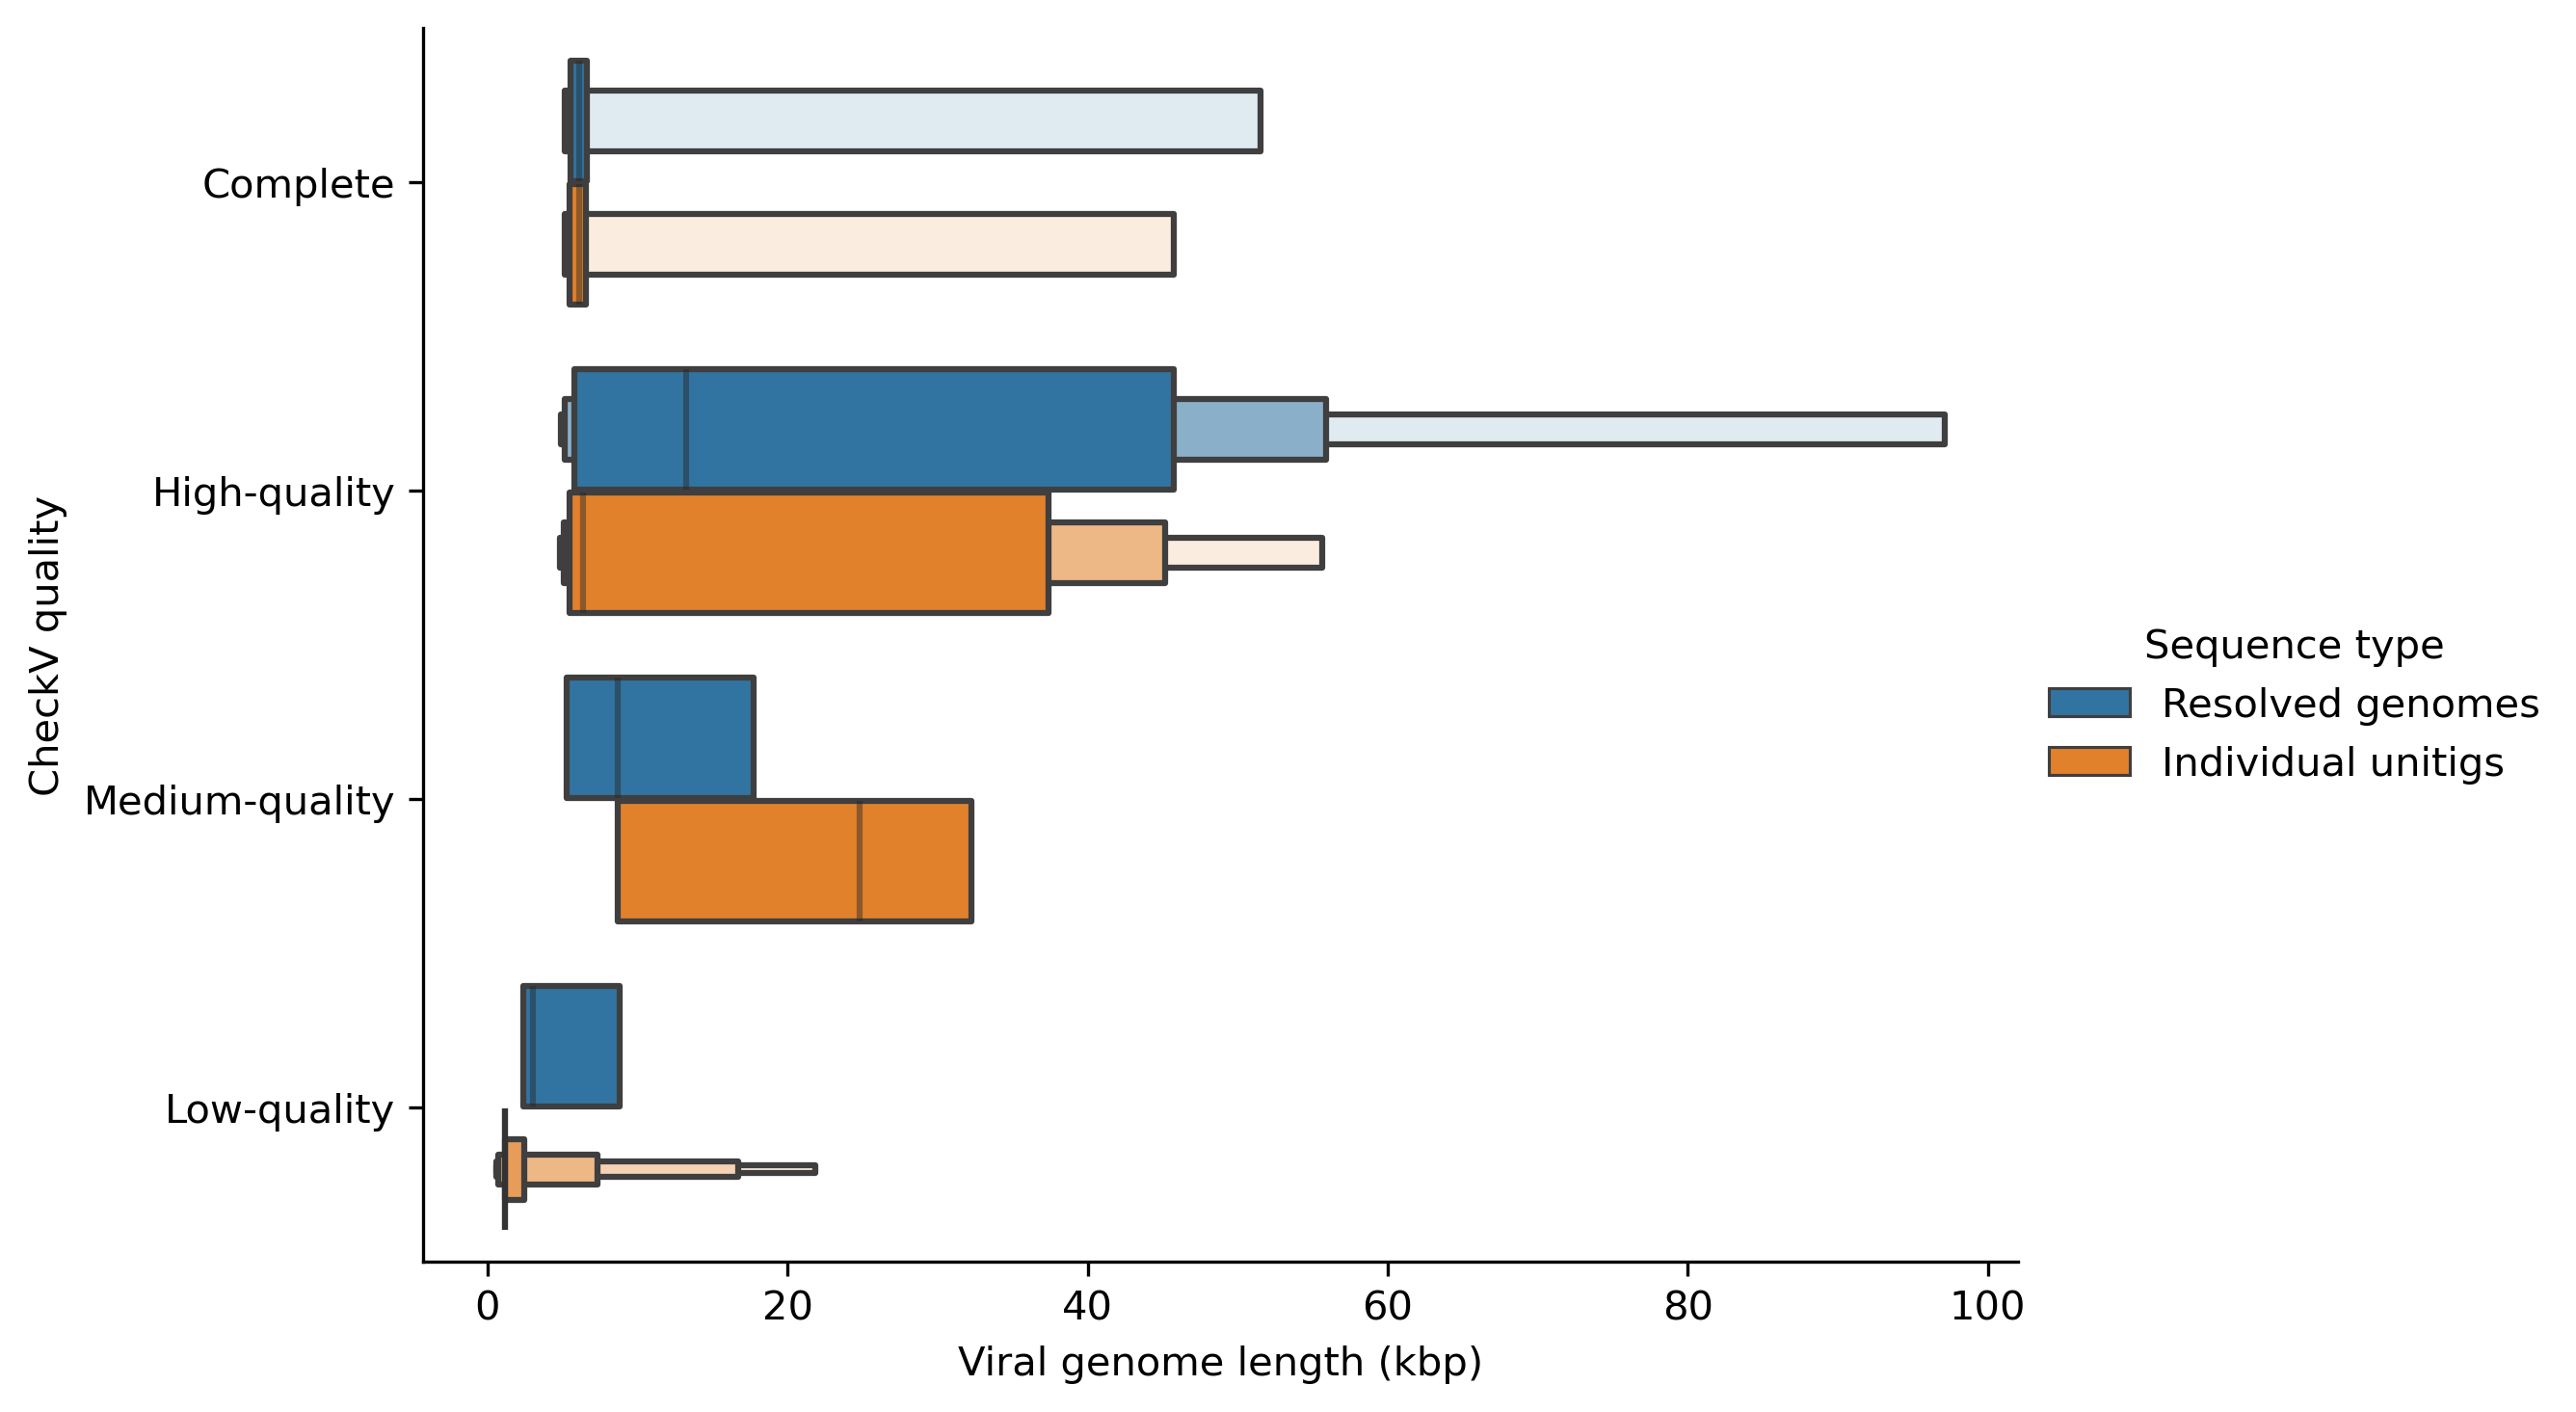 CheckV quality
Complete
High-quality
Medium-quality
Low-quality
0 20 40 60 80 100
Viral genome length (kbp)
Sequence type
Resolved genomes
Individual unitigs